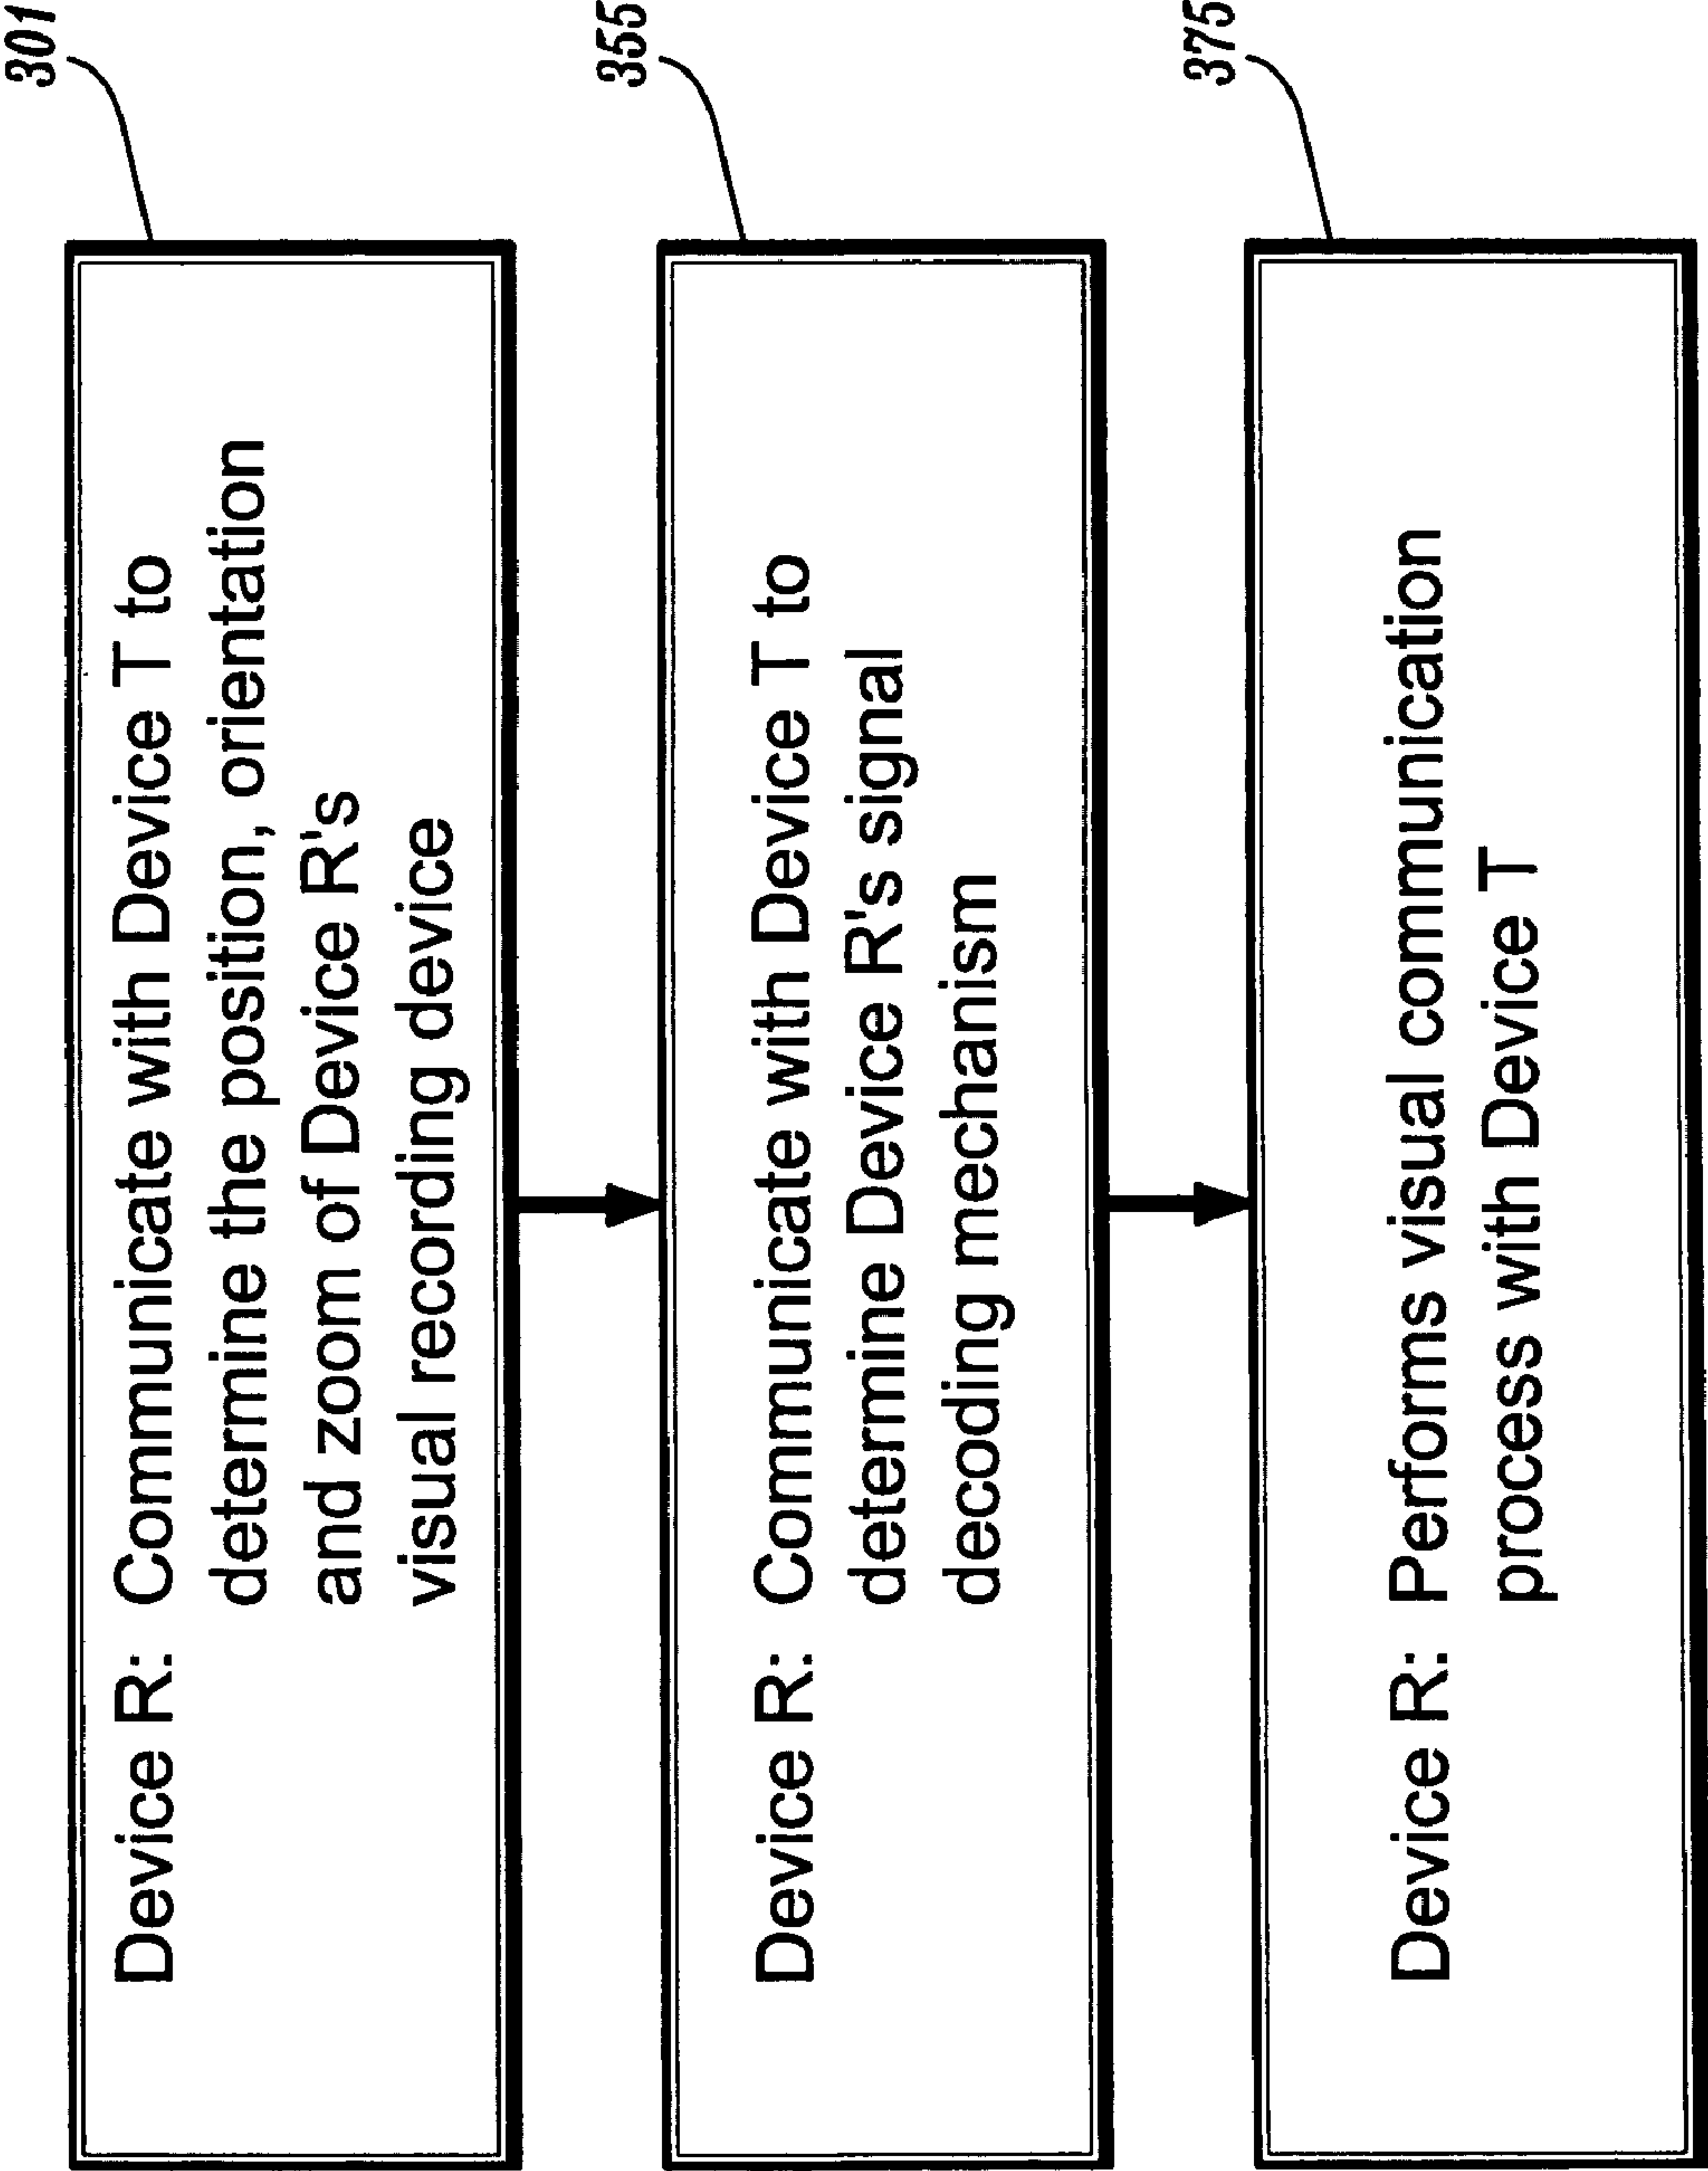 301
Device R: Communicate with Device T to
determine the position, orientation
and zoom of Device R's
visual recording device
355
Device R: Communicate with Device T to
determine Device R's signal
decoding mechanism
375
Device R: Performs visual communication
process with Device T